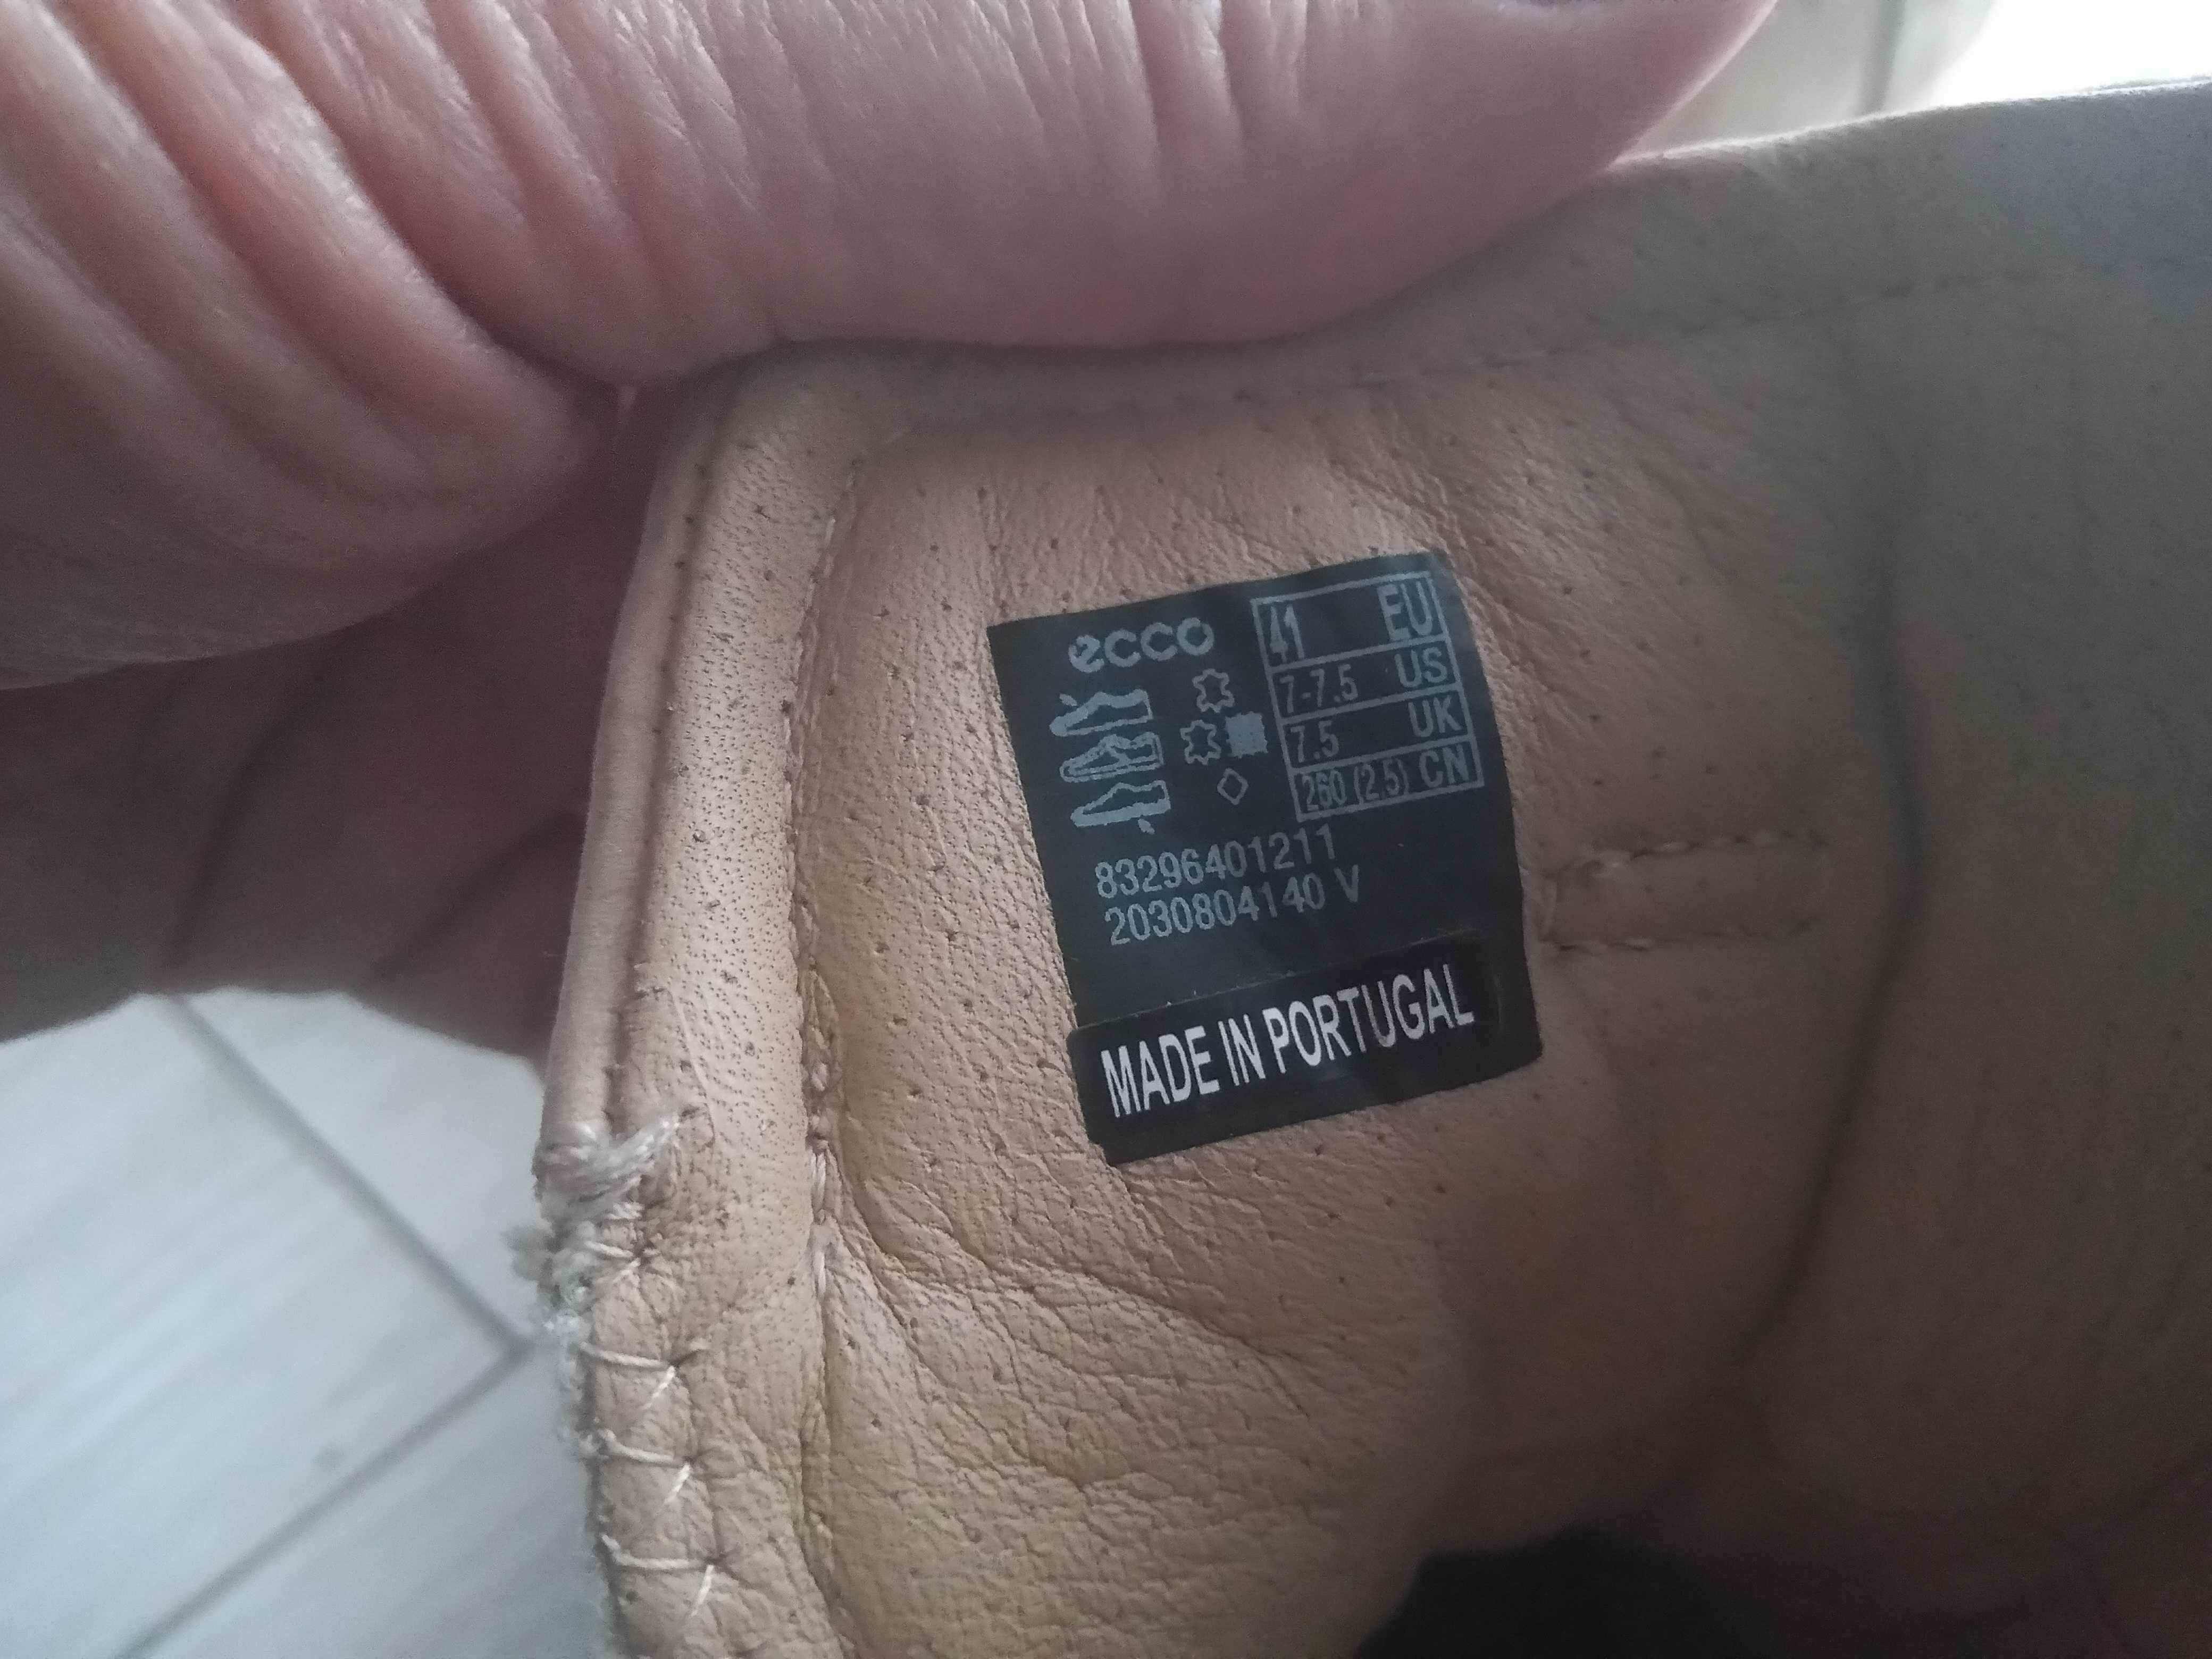 ecco
41 EU
7-7.5 US
7.5 UK
260 (2.5) CN
83296401211
2030804140 V
MADE IN PORTUGAL